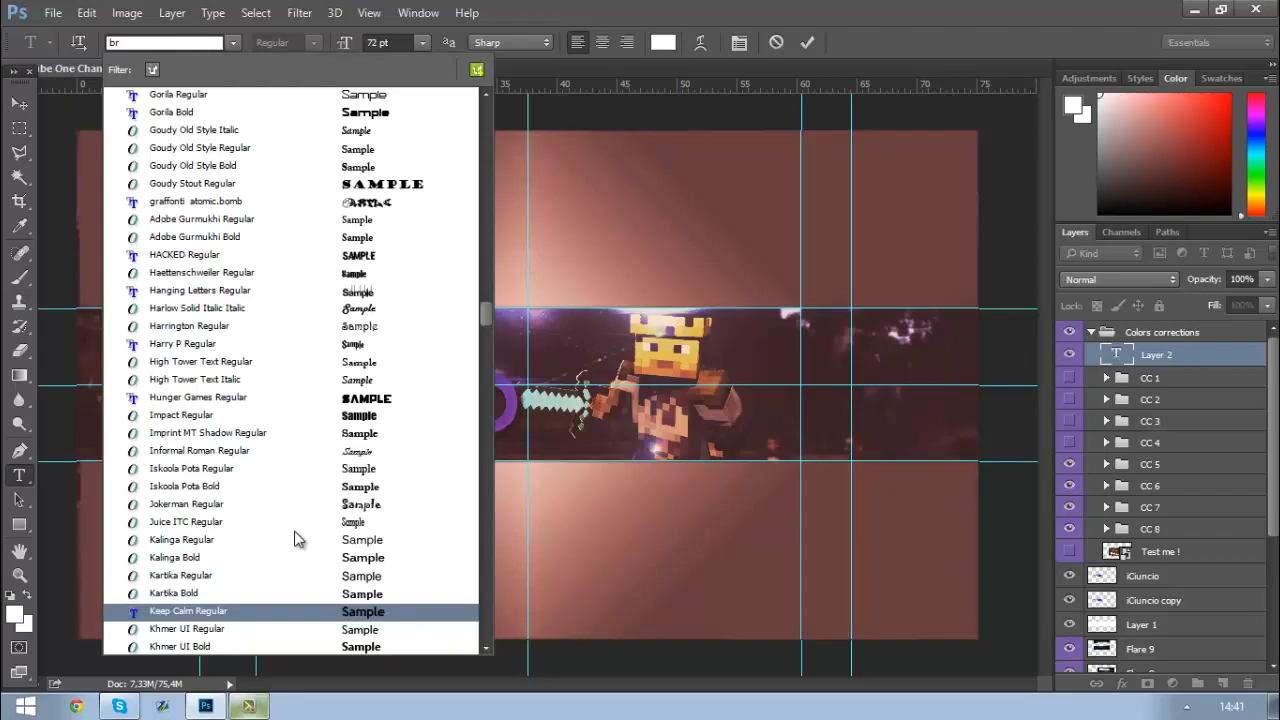 Ps File Edit Image Layer Type Select Filter 3D View Window Help
br Regular 72 pt Sharp Essentials
be One Chan
Filter:
0 35 40 45 50 55 60 65 70 75
Gorila Regular Sample
Gorila Bold Sample
Goudy Old Style Italic Sample
Goudy Old Style Regular Sample
Goudy Old Style Bold Sample
Goudy Stout Regular SAMPLE
graffonti atomic.bomb
Adobe Gurmukhi Regular Sample
Adobe Gurmukhi Bold Sample
HACKED Regular SAMPLE
Haettenschweiler Regular Sample
Hanging Letters Regular Sample
Harlow Solid Italic Italic Sample
Harrington Regular Sample
Harry P Regular Sample
High Tower Text Regular Sample
High Tower Text Italic Sample
Hunger Games Regular SAMPLE
Impact Regular Sample
Imprint MT Shadow Regular Sample
Informal Roman Regular Sample
Iskoola Pota Regular Sample
Iskoola Pota Bold Sample
Jokerman Regular Sample
Juice ITC Regular Sample
Kalinga Regular Sample
Kalinga Bold Sample
Kartika Regular Sample
Kartika Bold Sample
Keep Calm Regular Sample
Khmer UI Regular Sample
Khmer UI Bold Sample
Adjustments Styles Color Swatches
Layers Channels Paths
Kind
Normal Opacity: 100%
Lock: Fill: 100%
Colors corrections
Layer 2
CC 1
CC 2
CC 3
CC 4
CC 5
CC 6
CC 7
CC 8
Test me !
iCiuncio
iCiuncio copy
Layer 1
Flare 9
Doc: 7,33M/75,4M
14:41